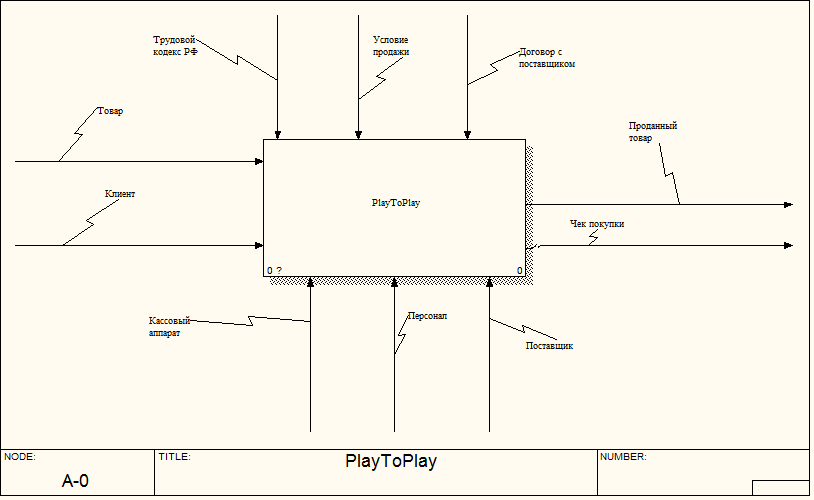 Трудовой
кодекс РФ
Условие
продажи
Договор с
поставщиком
Товар
Проданный
товар
Клиент
PlayToPlay
Чек покупки
0 ?
0
Кассовый
аппарат
Персонал
Поставщик
NODE:
A-0
TITLE:
PlayToPlay
NUMBER: